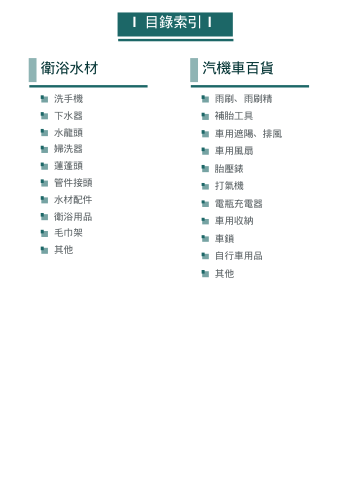 目錄索引
衛浴水材
洗手機
下水器
水龍頭
婦洗器
蓮蓬頭
管件接頭
水材配件
衛浴用品
毛巾架
其他
汽機車百貨
雨刷、雨刷精
補胎工具
車用遮陽、排風
車用風扇
胎壓錶
打氣機
電瓶充電器
車用收納
車鎖
自行車用品
其他